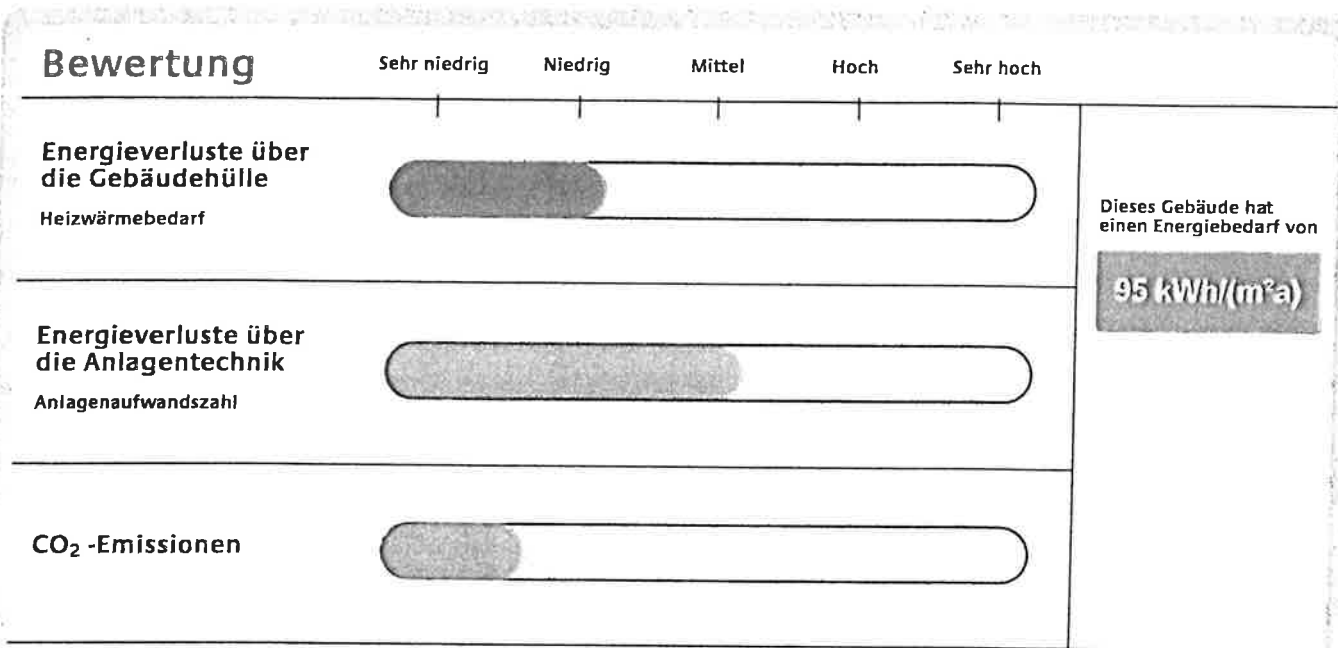 Bewertung
Sehr niedrig Niedrig Mittel Hoch Sehr hoch
Energieverluste über
die Gebäudehülle
Heizwärmebedarf
Dieses Gebäude hat
einen Energiebedarf von
95 kWh/(m²a)
Energieverluste über
die Anlagentechnik
Anlagenaufwandszahl
CO₂ -Emissionen